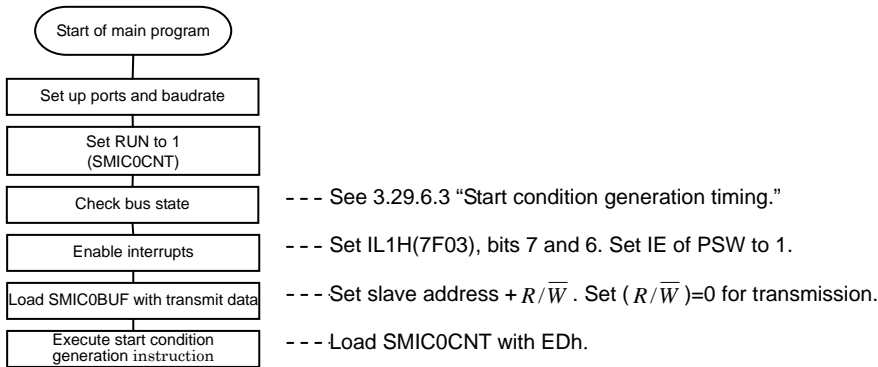 Start of main program
Set up ports and baudrate
Set RUN to 1
(SMIC0CNT)
Check bus state
--- See 3.29.6.3 “Start condition generation timing.”
Enable interrupts
--- Set IL1H(7F03), bits 7 and 6. Set IE of PSW to 1.
Load SMIC0BUF with transmit data
--- Set slave address + R/W̅ . Set ( R/W̅ )=0 for transmission.
Execute start condition
generation instruction
--- Load SMIC0CNT with EDh.